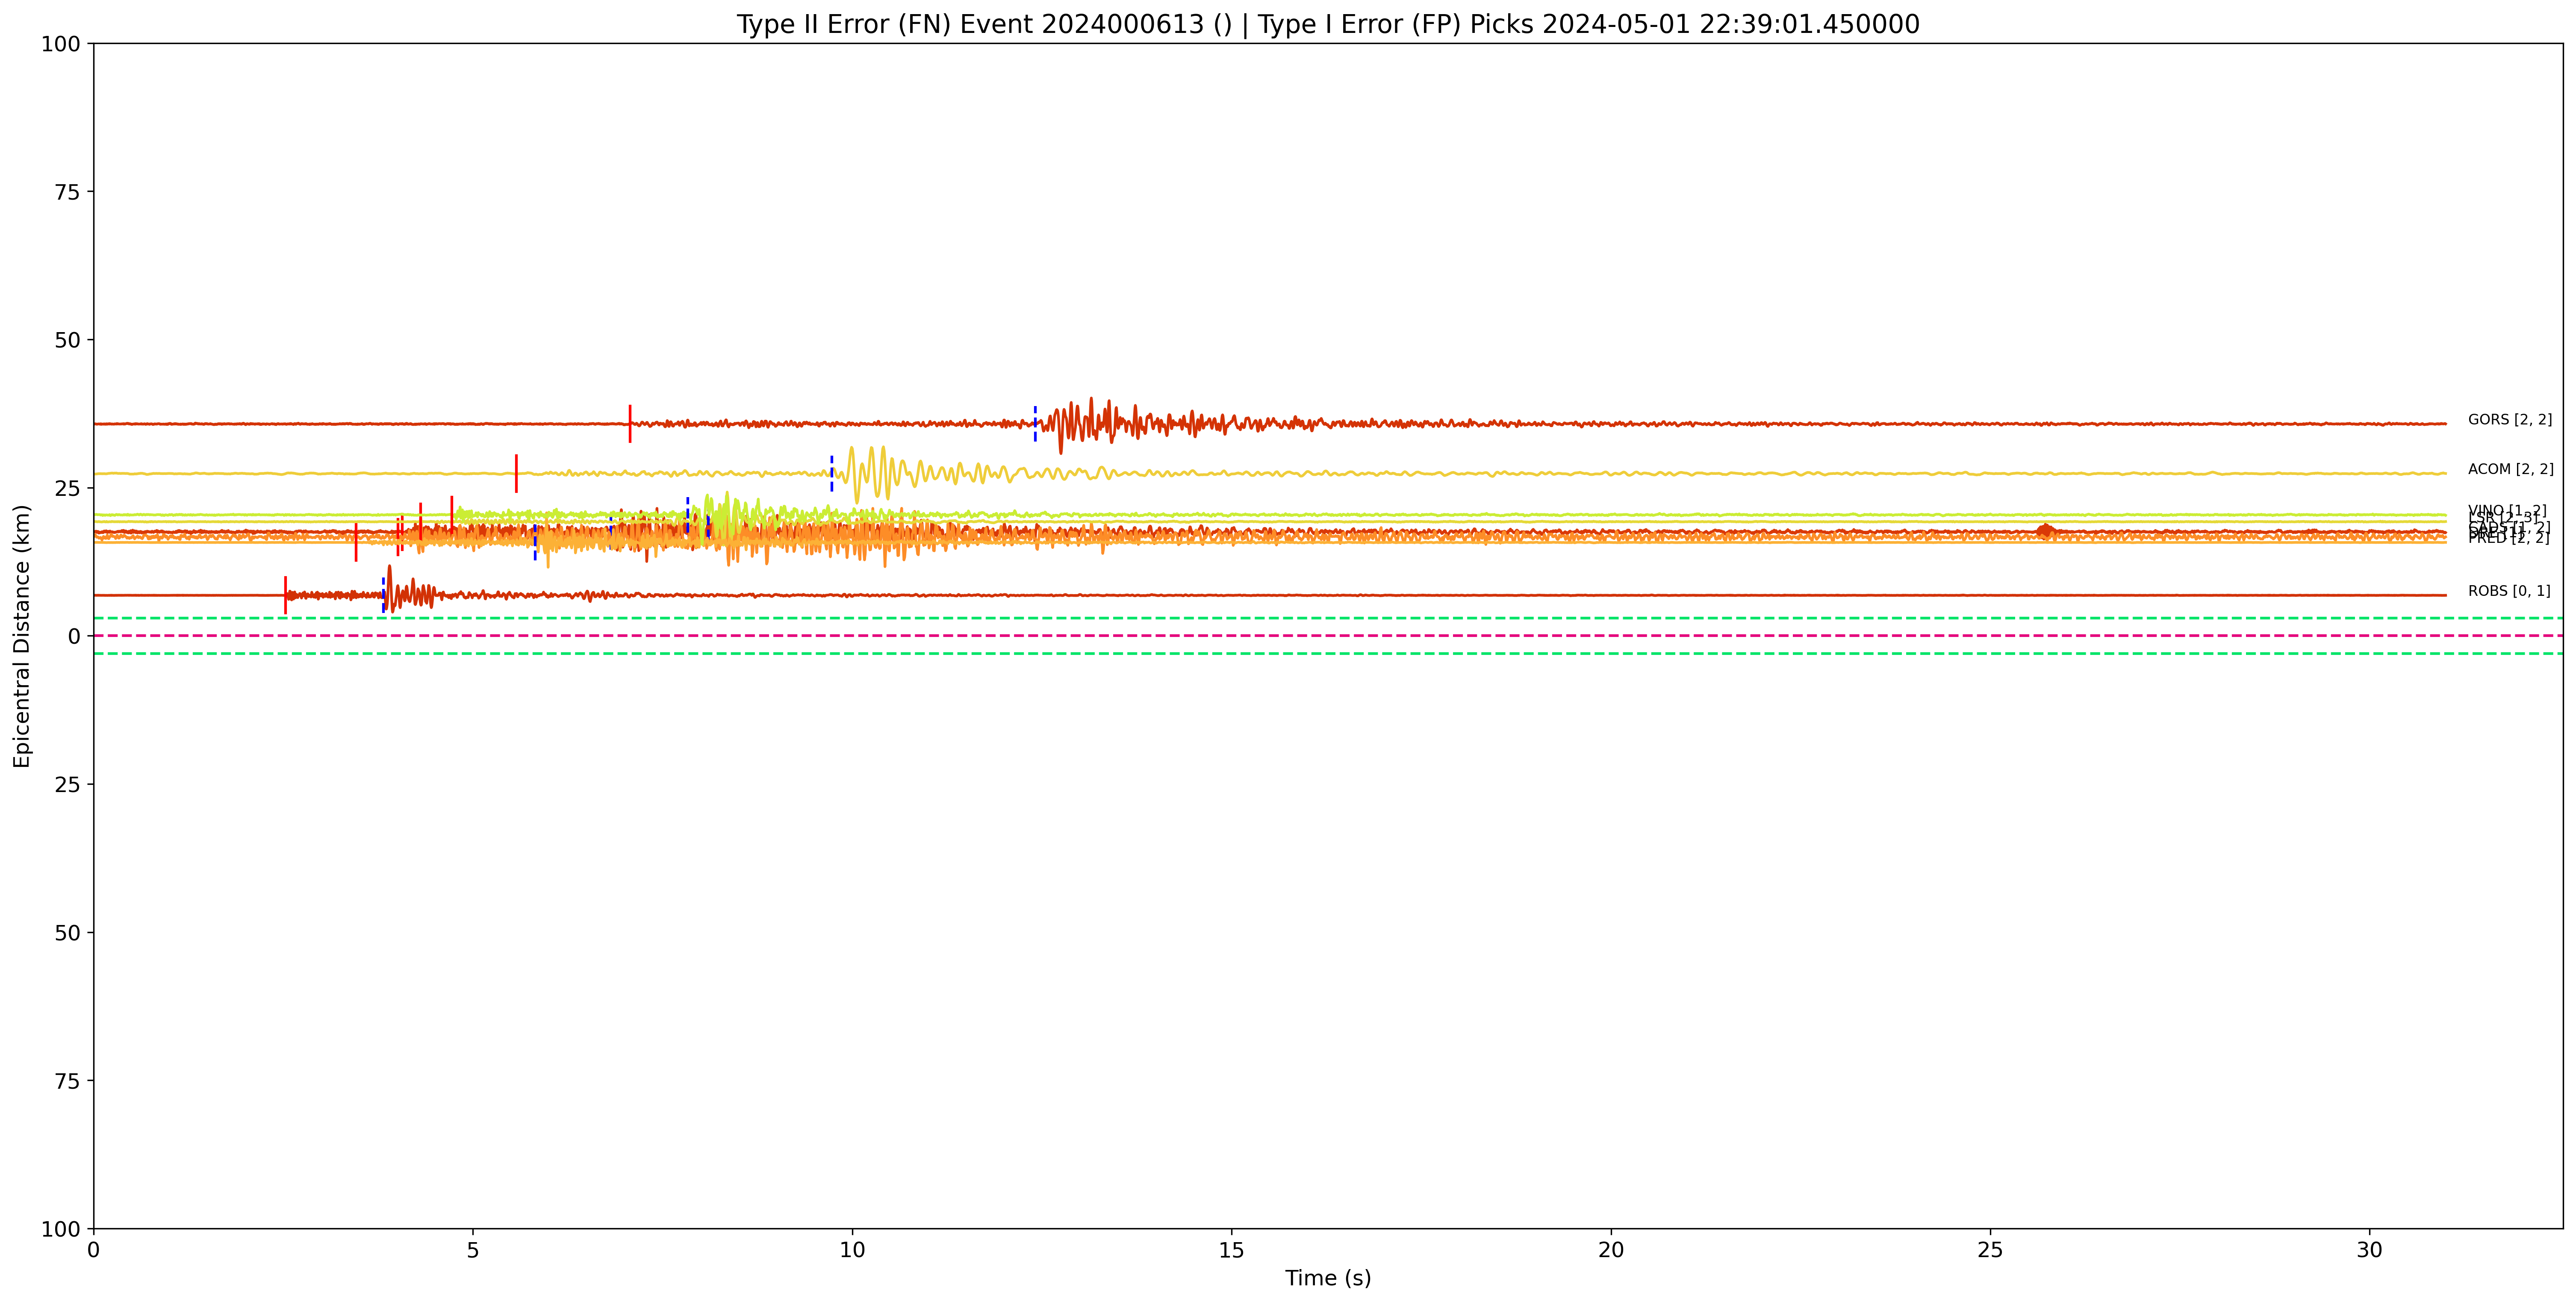 Type II Error (FN) Event 2024000613 () | Type I Error (FP) Picks 2024-05-01 22:39:01.450000
100
75
50
25
0
25
50
75
100
Epicentral Distance (km)
GORS [2, 2]
ACOM [2, 2]
VINO [1, 2]
PRED [2, 2]
ROBS [0, 1]
0
5
10
15
20
25
30
Time (s)